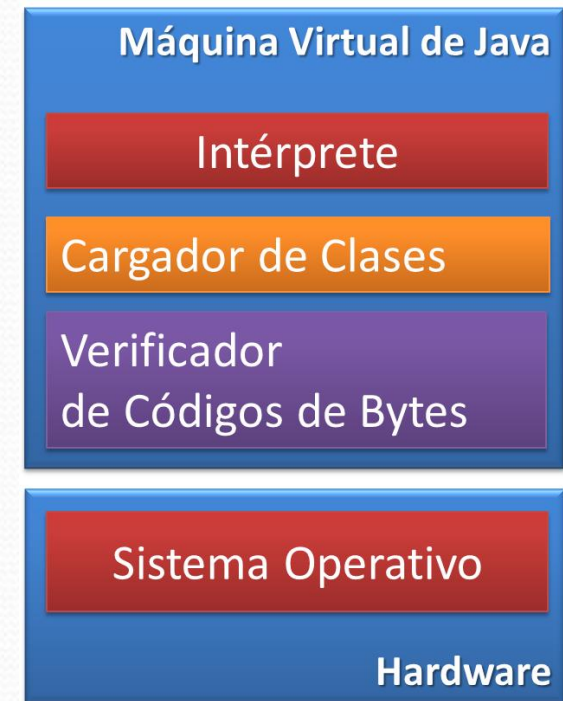 Máquina Virtual de Java
Intérprete
Cargador de Clases
Verificador
de Códigos de Bytes
Sistema Operativo
Hardware